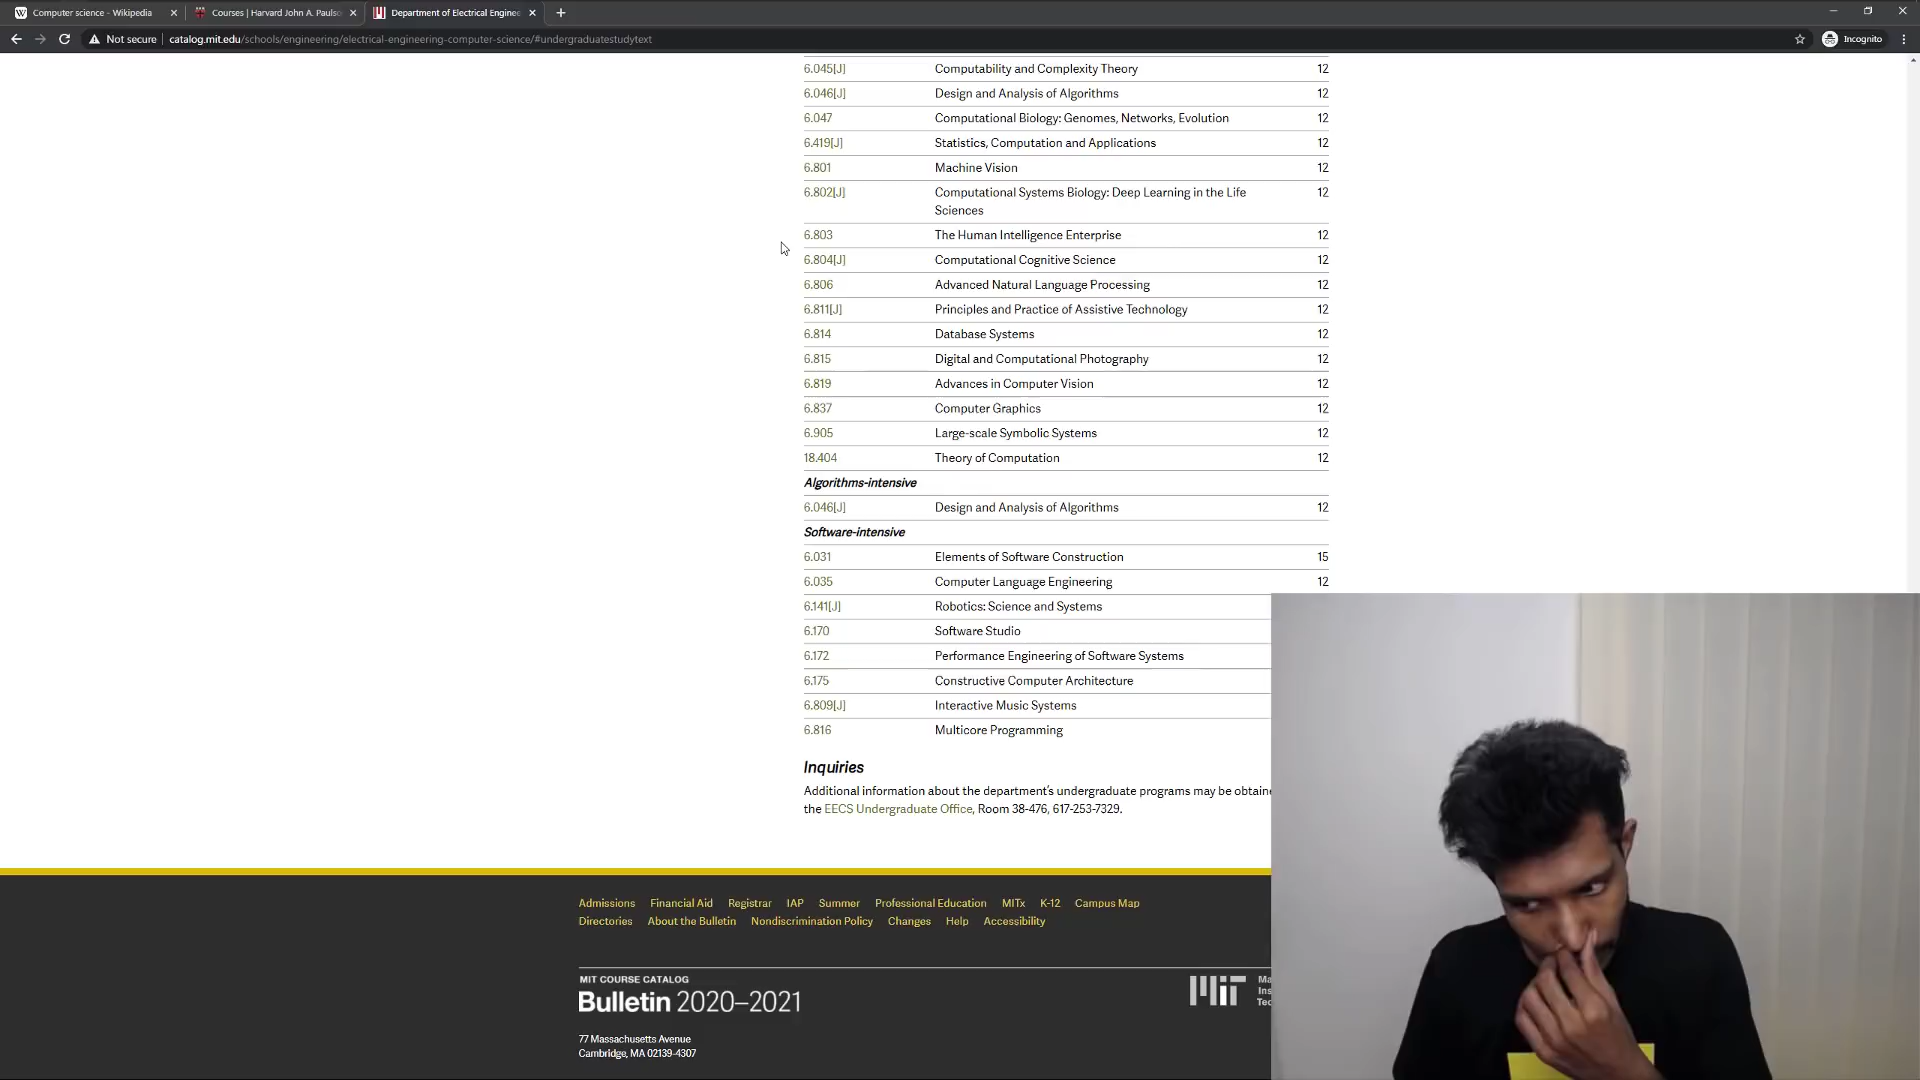 Computer science - Wikipedia
Courses | Harvard John A. Paulso
Department of Electrical Enginee
Not secure
catalog.mit.edu/schools/engineering/electrical-engineering-computer-science/#undergraduatestudytext
Incognito
6.045[J] Computability and Complexity Theory 12
6.046[J] Design and Analysis of Algorithms 12
6.047 Computational Biology: Genomes, Networks, Evolution 12
6.419[J] Statistics, Computation and Applications 12
6.801 Machine Vision 12
6.802[J] Computational Systems Biology: Deep Learning in the Life 12
Sciences
6.803 The Human Intelligence Enterprise 12
6.804[J] Computational Cognitive Science 12
6.806 Advanced Natural Language Processing 12
6.811[J] Principles and Practice of Assistive Technology 12
6.814 Database Systems 12
6.815 Digital and Computational Photography 12
6.819 Advances in Computer Vision 12
6.837 Computer Graphics 12
6.905 Large-scale Symbolic Systems 12
18.404 Theory of Computation 12
Algorithms-intensive
6.046[J] Design and Analysis of Algorithms 12
Software-intensive
6.031 Elements of Software Construction 15
6.035 Computer Language Engineering 12
6.141[J] Robotics: Science and Systems
6.170 Software Studio
6.172 Performance Engineering of Software Systems
6.175 Constructive Computer Architecture
6.809[J] Interactive Music Systems
6.816 Multicore Programming
Inquiries
Additional information about the department's undergraduate programs may be obtaine
the EECS Undergraduate Office, Room 38-476, 617-253-7329.
Admissions Financial Aid Registrar IAP Summer Professional Education MITx K-12 Campus Map
Directories About the Bulletin Nondiscrimination Policy Changes Help Accessibility
MIT COURSE CATALOG
Bulletin 2020–2021
MIT
Ma
Ins
Tec
77 Massachusetts Avenue
Cambridge, MA 02139-4307